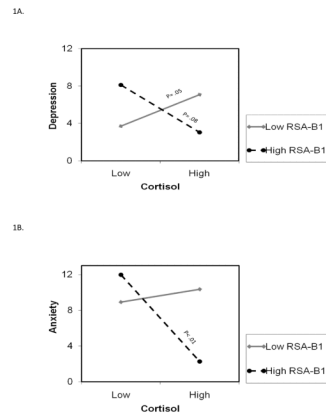 1A.
12
8
4
0
Depression
P=.05
P=.08
Low High
Cortisol
Low RSA-B1
High RSA-B1
1B.
12
8
4
0
Anxiety
P<.01
Low High
Cortisol
Low RSA-B1
High RSA-B1